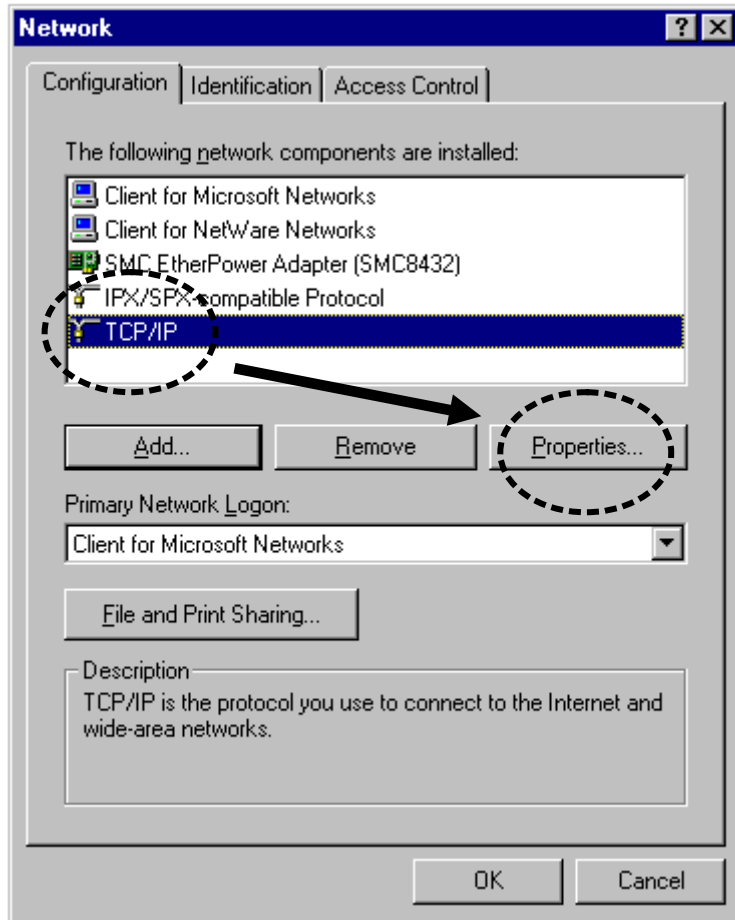 Network
Configuration Identification Access Control
The following network components are installed:
Client for Microsoft Networks
Client for NetWare Networks
SMC EtherPower Adapter (SMC8432)
IPX/SPX-compatible Protocol
TCP/IP
Add... Remove Properties...
Primary Network Logon:
Client for Microsoft Networks
File and Print Sharing...
Description
TCP/IP is the protocol you use to connect to the Internet and
wide-area networks.
OK Cancel